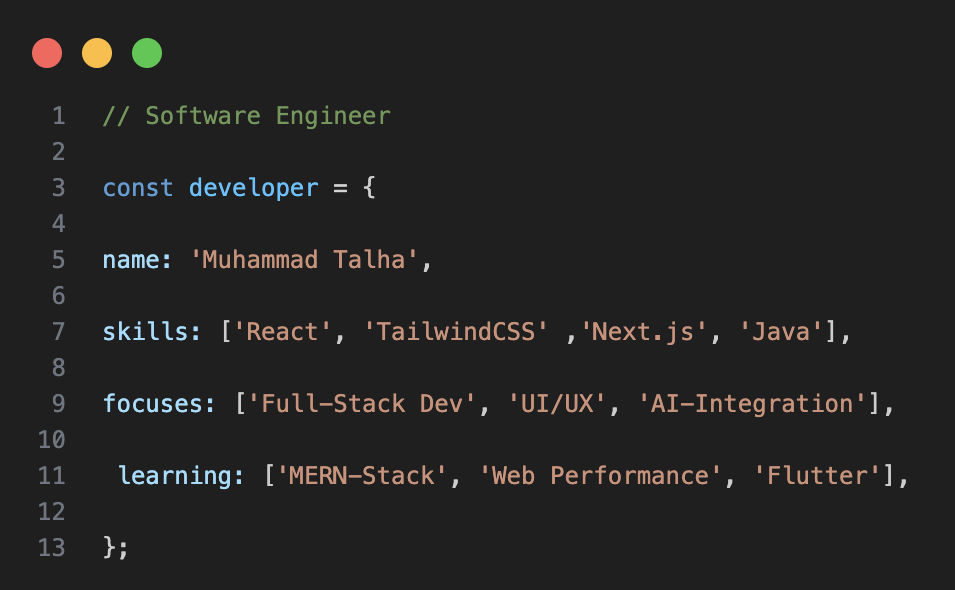 1 // Software Engineer
2
3 const developer = {
4
5 name: 'Muhammad Talha',
6
7 skills: ['React', 'TailwindCSS' ,'Next.js', 'Java'],
8
9 focuses: ['Full-Stack Dev', 'UI/UX', 'AI-Integration'],
10
11  learning: ['MERN-Stack', 'Web Performance', 'Flutter'],
12
13 };